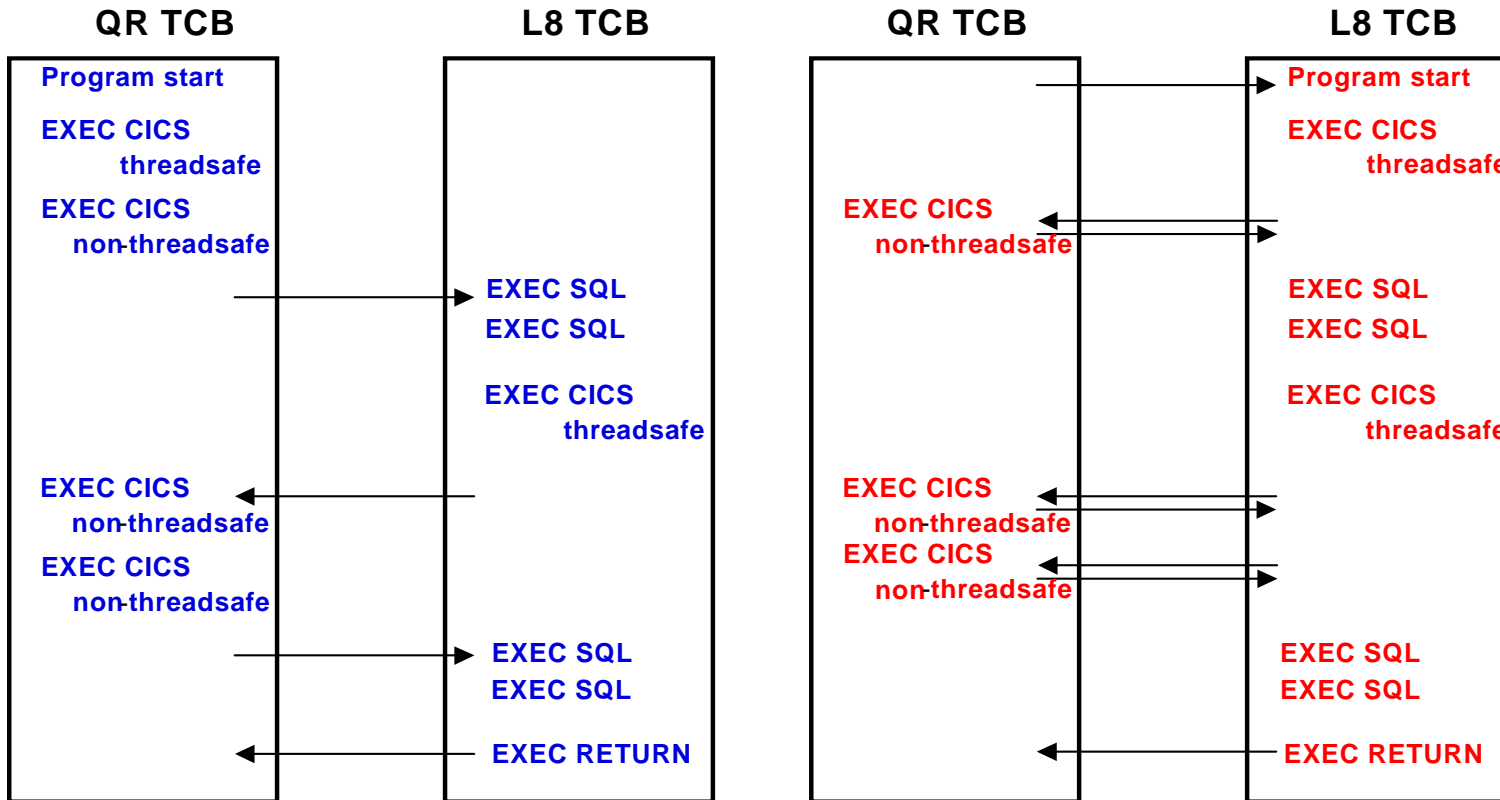 QR TCB
L8 TCB
Program start
EXEC CICS
threadsafe
EXEC CICS
non-threadsafe
EXEC SQL
EXEC SQL
EXEC CICS
threadsafe
EXEC CICS
non-threadsafe
EXEC CICS
non-threadsafe
EXEC SQL
EXEC SQL
EXEC RETURN
QR TCB
L8 TCB
Program start
EXEC CICS
threadsafe
EXEC CICS
non-threadsafe
EXEC SQL
EXEC SQL
EXEC CICS
threadsafe
EXEC CICS
non-threadsafe
EXEC CICS
non-threadsafe
EXEC SQL
EXEC SQL
EXEC RETURN